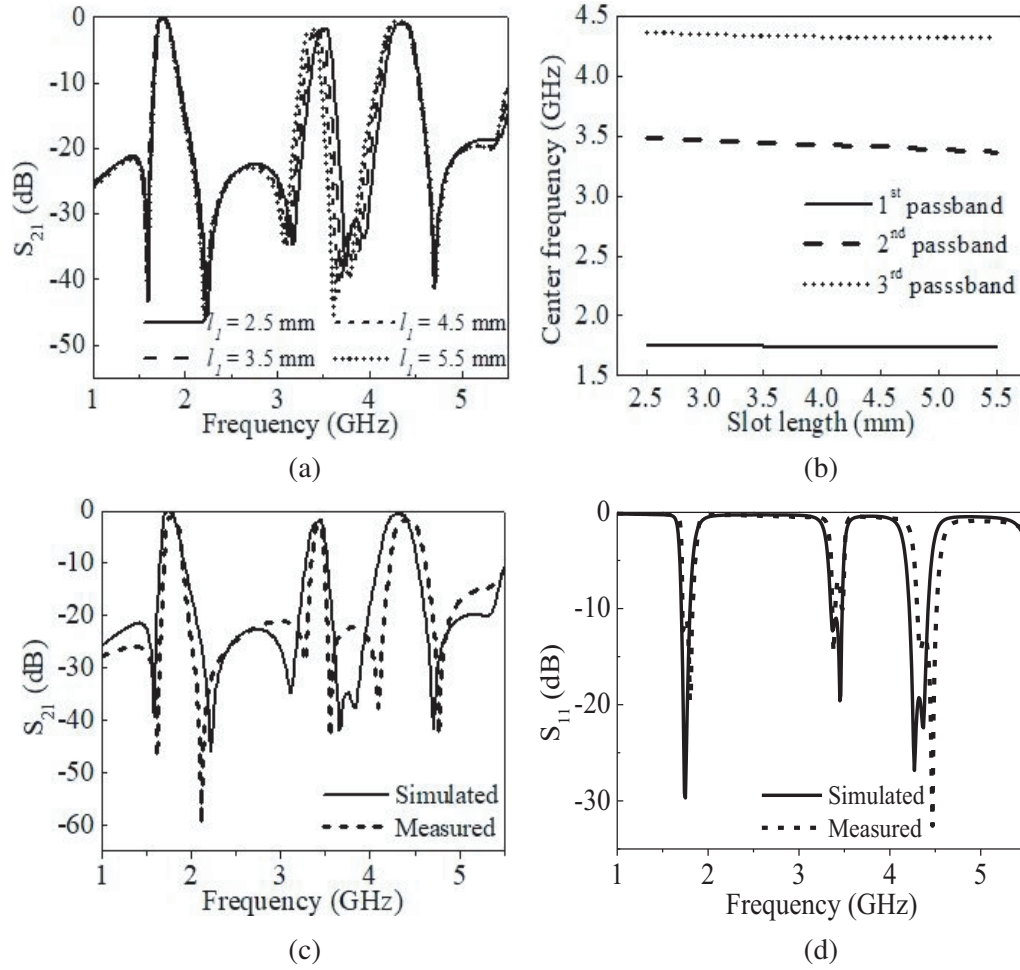 0
-10
-20
-30
-40
-50
S21 (dB)
l1 = 2.5 mm
l1 = 4.5 mm
l1 = 3.5 mm
l1 = 5.5 mm
1 2 3 4 5
Frequency (GHz)
(a)
4.5
4.0
3.5
3.0
2.5
2.0
1.5
Center frequency (GHz)
1st passband
2nd passband
3rd passsband
2.5 3.0 3.5 4.0 4.5 5.0 5.5
Slot length (mm)
(b)
0
-10
-20
-30
-40
-50
-60
S21 (dB)
Simulated
Measured
1 2 3 4 5
Frequency (GHz)
(c)
0
-10
-20
-30
S11 (dB)
Simulated
Measured
1 2 3 4 5
Frequency (GHz)
(d)